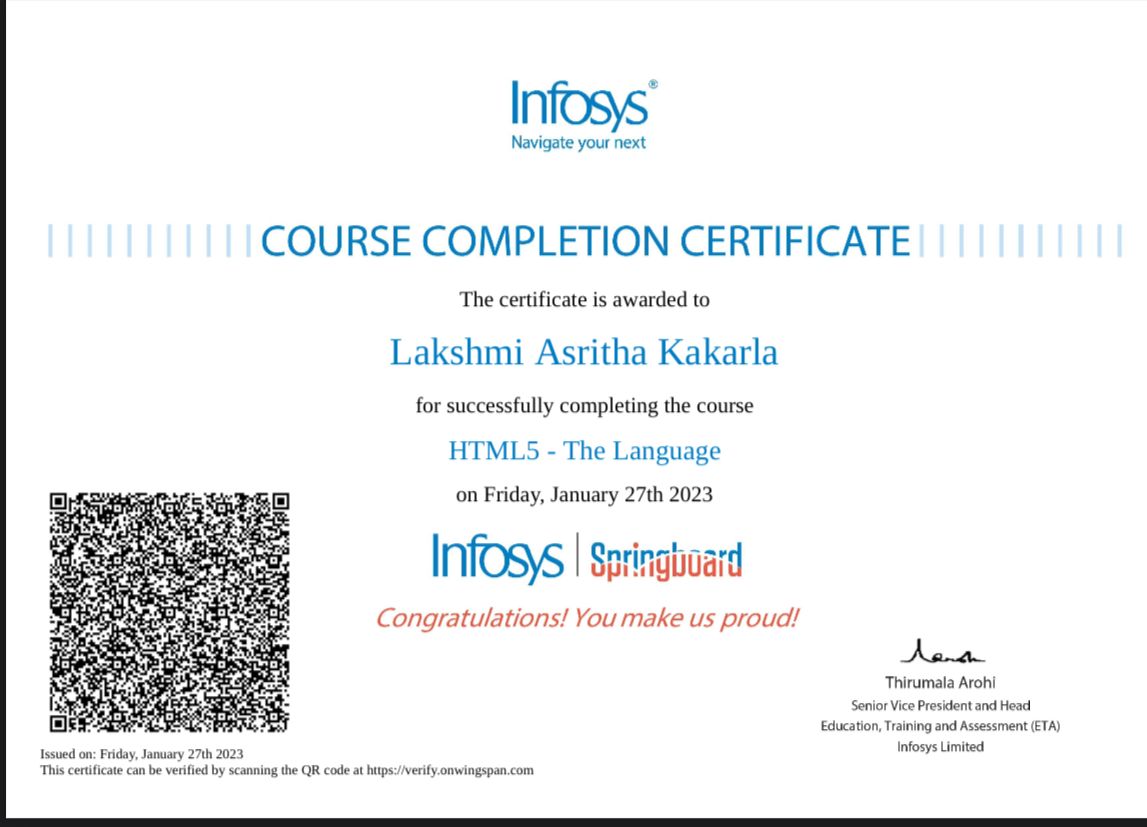 Infosys®
Navigate your next
COURSE COMPLETION CERTIFICATE
The certificate is awarded to
Lakshmi Asritha Kakarla
for successfully completing the course
HTML5 - The Language
on Friday, January 27th 2023
Infosys | Springboard
Congratulations! You make us proud!
Thirumala Arohi
Senior Vice President and Head
Education, Training and Assessment (ETA)
Infosys Limited
Issued on: Friday, January 27th 2023
This certificate can be verified by scanning the QR code at https://verify.onwingspan.com